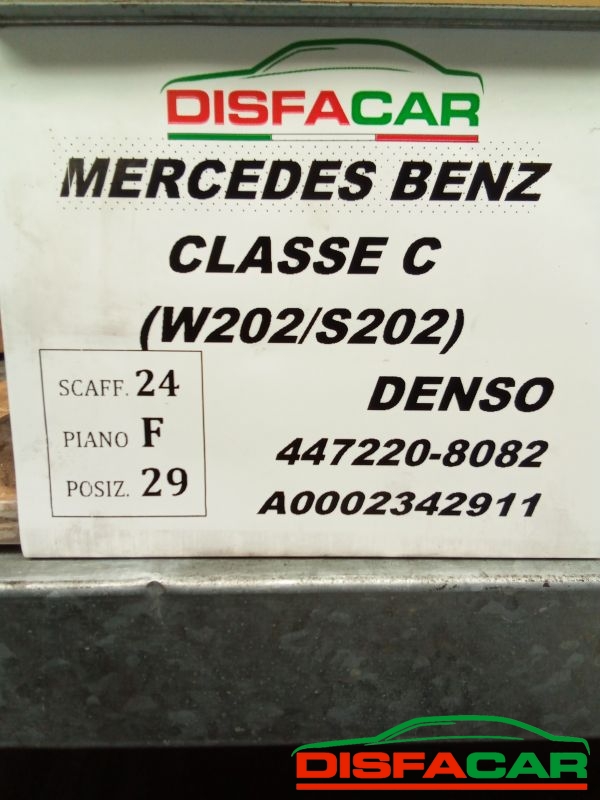 DISFACAR
MERCEDES BENZ
CLASSE C
(W202/S202)
SCAFF. 24
PIANO F
POSIZ. 29
DENSO
447220-8082
A0002342911
DISFACAR